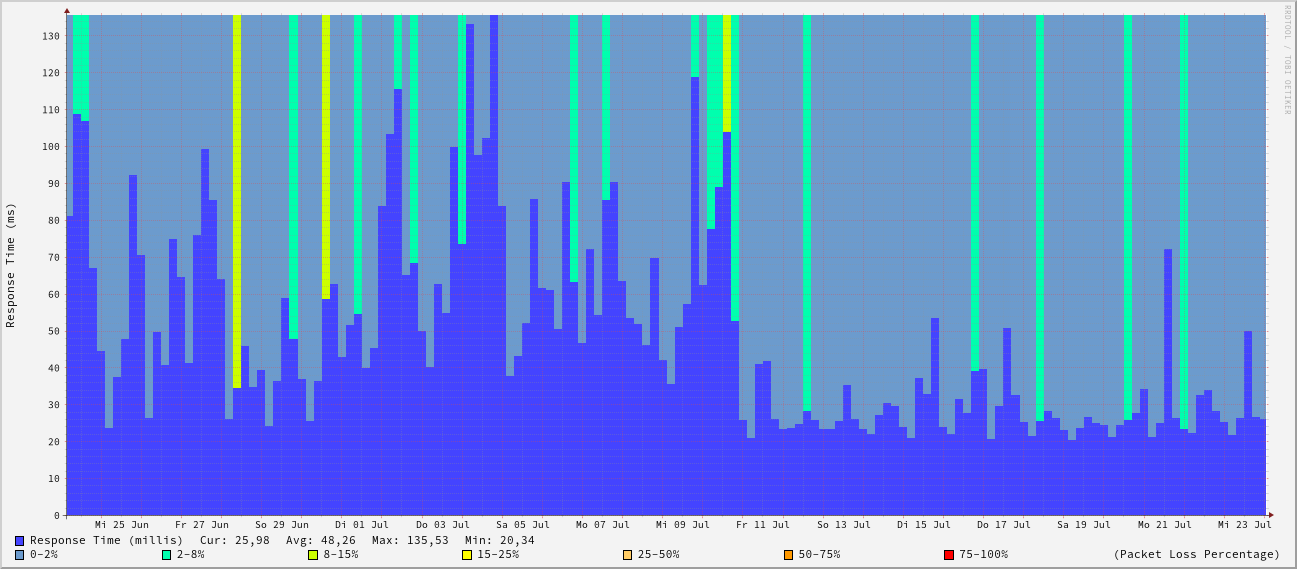 RRDTOOL / TOBI OETIKER
Response Time (ms)
130
120
110
100
90
80
70
60
50
40
30
20
10
0
Mi 25 Jun Fr 27 Jun So 29 Jun Di 01 Jul Do 03 Jul Sa 05 Jul Mo 07 Jul Mi 09 Jul Fr 11 Jul So 13 Jul Di 15 Jul Do 17 Jul Sa 19 Jul Mo 21 Jul Mi 23 Jul
Response Time (millis) Cur: 25,98 Avg: 48,26 Max: 135,53 Min: 20,34
0-2% 2-8% 8-15% 15-25% 25-50% 50-75% 75-100% (Packet Loss Percentage)